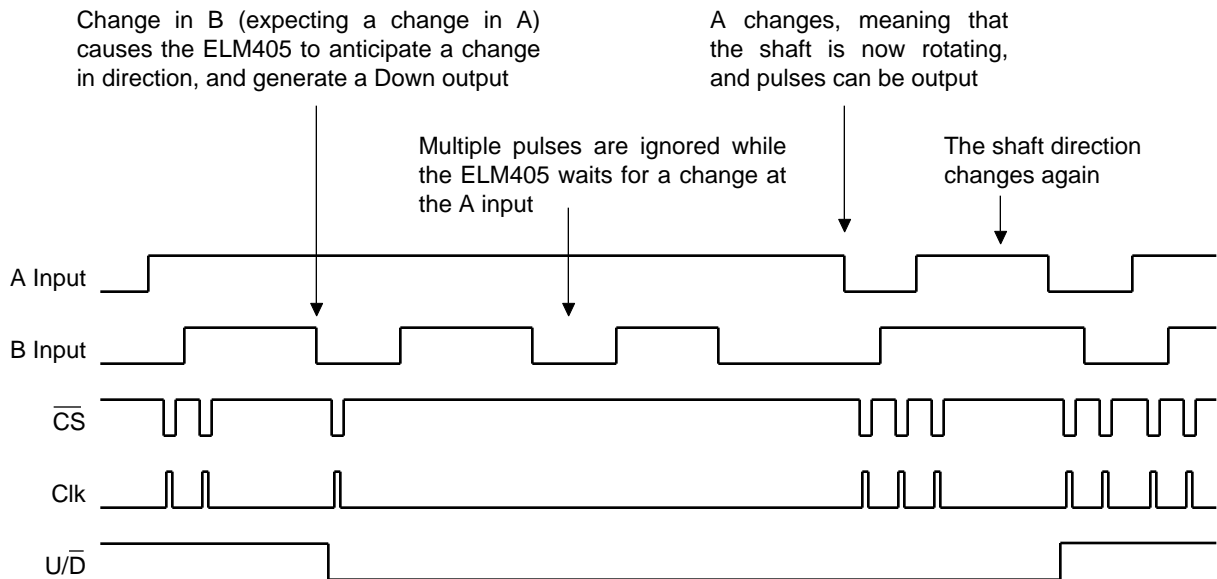 Change in B (expecting a change in A)
causes the ELM405 to anticipate a change
in direction, and generate a Down output
A changes, meaning that
the shaft is now rotating,
and pulses can be output
Multiple pulses are ignored while
the ELM405 waits for a change at
the A input
The shaft direction
changes again
A Input
B Input
C̅S̅
Clk
U/D̅